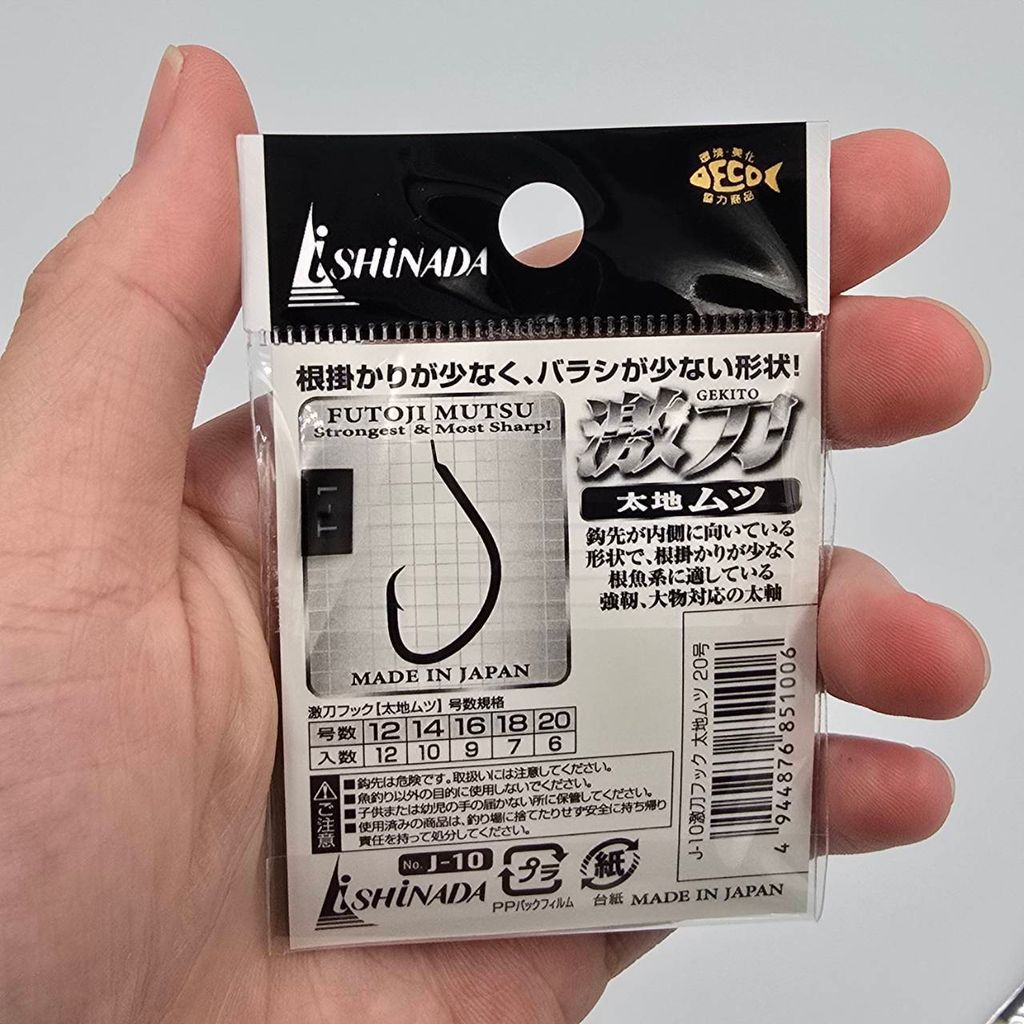 環境・美化
DECO
協力商品
iSHiNADA
根掛かりが少なく、バラシが少ない形状!
FUTOJI MUTSU
Strongest & Most Sharp!
T-1
MADE IN JAPAN
GEKITO
激刀
太地ムツ
鈎先が内側に向いている
形状で、根掛かりが少なく
根魚系に適している
強靭、大物対応の太軸
激刀フック【太地ムツ】号数規格
号数 12 14 16 18 20
入数 12 10 9 7 6
ご注意
■鈎先は危険です。取扱いには注意してください。
■魚釣り以外の目的に使用しないでください。
■子供または幼児の手の届かない所に保管してください。
■使用済みの商品は、釣り場に捨てたりせず安全に持ち帰り
責任を持って処分してください。
J-10激刀フック 太地ムツ 20号
4 944876 851006
No. J-10
iSHiNADA
プラ
PPパックフィルム
紙
台紙
MADE IN JAPAN